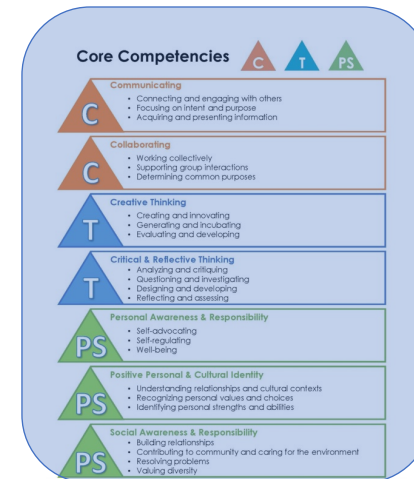 Core Competencies C T PS
Communicating
• Connecting and engaging with others
• Focusing on intent and purpose
• Acquiring and presenting information
C
Collaborating
• Working collectively
• Supporting group interactions
• Determining common purposes
C
Creative Thinking
• Creating and innovating
• Generating and incubating
• Evaluating and developing
T
Critical & Reflective Thinking
• Analyzing and critiquing
• Questioning and investigating
• Designing and developing
• Reflecting and assessing
T
Personal Awareness & Responsibility
• Self-advocating
• Self-regulating
• Well-being
PS
Positive Personal & Cultural Identity
• Understanding relationships and cultural contexts
• Recognizing personal values and choices
• Identifying personal strengths and abilities
PS
Social Awareness & Responsibility
• Building relationships
• Contributing to community and caring for the environment
• Resolving problems
• Valuing diversity
PS